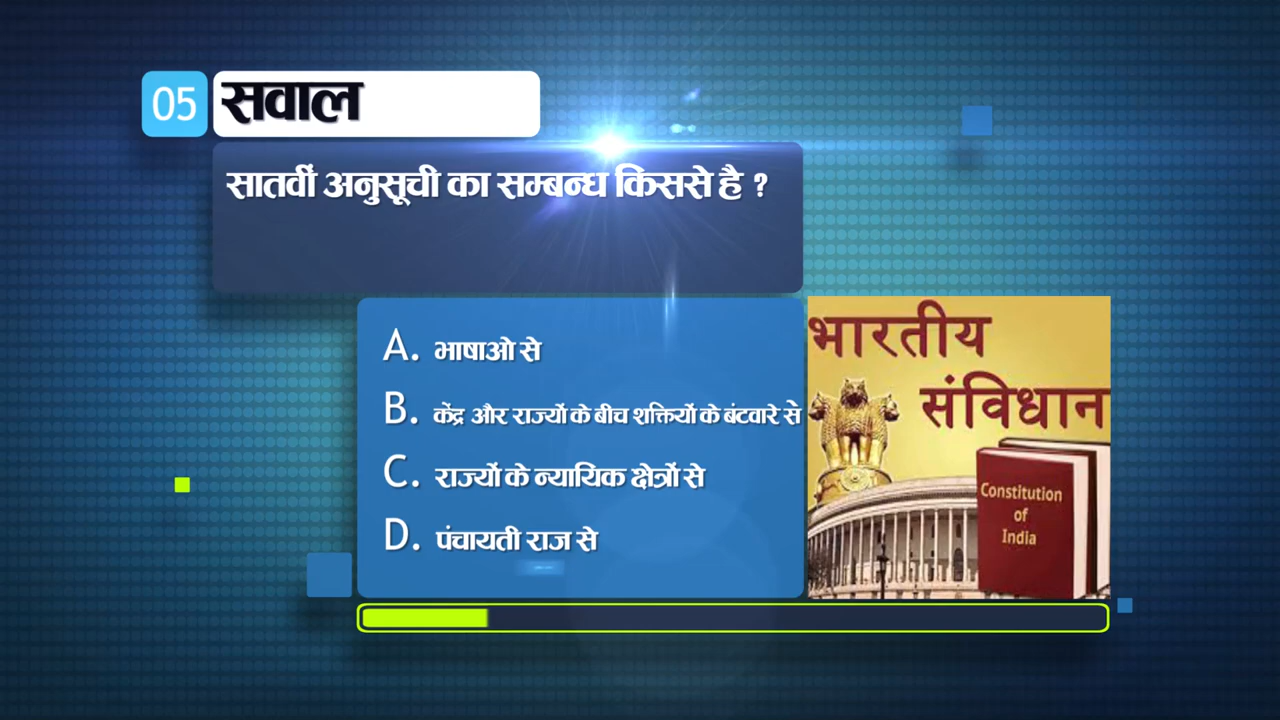 05 सवाल
सातवीं अनुसूची का सम्बन्ध किससे है ?
A. भाषाओ से
B. केंद्र और राज्यों के बीच शक्तियों के बंटवारे से
C. राज्यों के न्यायिक क्षेत्रों से
D. पंचायती राज से
भारतीय
संविधान
Constitution
of
India